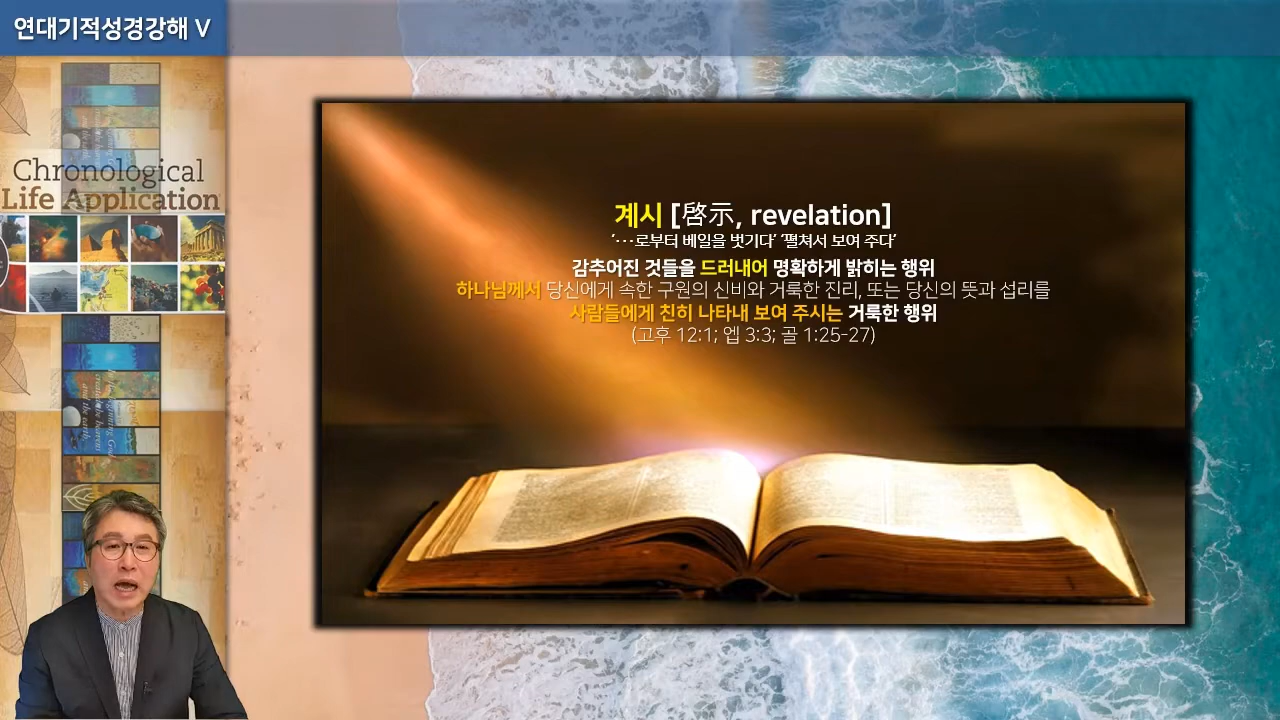 연대기적성경강해 V
Chronological
Life Application
계시 [啓示, revelation]
'···로부터 베일을 벗기다' '펼쳐서 보여 주다'
감추어진 것들을 드러내어 명확하게 밝히는 행위
하나님께서 당신에게 속한 구원의 신비와 거룩한 진리, 또는 당신의 뜻과 섭리를
사람들에게 친히 나타내 보여 주시는 거룩한 행위
(고후 12:1; 엡 3:3; 골 1:25-27)